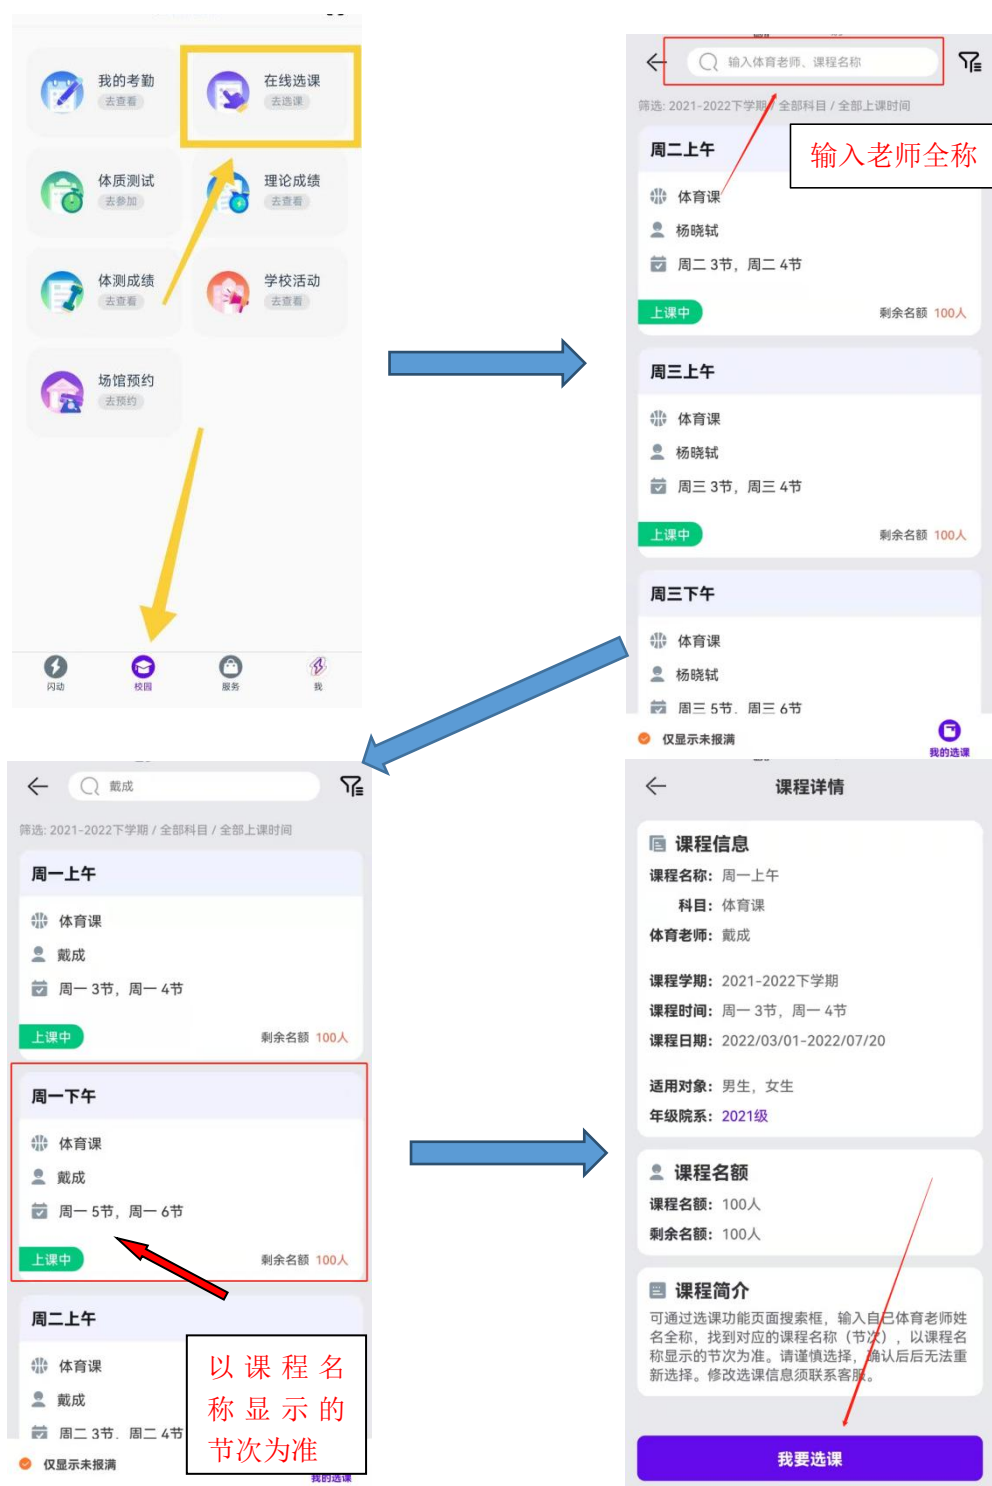 我的考勤
去查看
在线选课
去选课
体质测试
去参加
理论成绩
去查看
体测成绩
去查看
学校活动
去查看
场馆预约
去预约
闪动
校园
服务
我
输入体育老师、课程名称
筛选: 2021-2022下学期 / 全部科目 / 全部上课时间
输入老师全称
周二上午
体育课
杨晓轼
周二 3节，周二 4节
上课中
剩余名额 100人
周三上午
体育课
杨晓轼
周三 3节，周三 4节
上课中
剩余名额 100人
周三下午
体育课
杨晓轼
周三 5节，周三 6节
仅显示未报满
我的选课
戴成
筛选: 2021-2022下学期 / 全部科目 / 全部上课时间
周一上午
体育课
戴成
周一 3节，周一 4节
上课中
剩余名额 100人
周一下午
体育课
戴成
周一 5节，周一 6节
上课中
剩余名额 100人
周二上午
体育课
戴成
周二 3节，周二 4节
仅显示未报满
我的选课
以课程名
称显示的
节次为准
课程详情
课程信息
课程名称: 周一上午
科目: 体育课
体育老师: 戴成
课程学期: 2021-2022下学期
课程时间: 周一 3节，周一 4节
课程日期: 2022/03/01-2022/07/20
适用对象: 男生，女生
年级院系: 2021级
课程名额
课程名额: 100人
剩余名额: 100人
课程简介
可通过选课功能页面搜索框，输入自己体育老师姓
名全称，找到对应的课程名称（节次），以课程名
称显示的节次为准。请谨慎选择，确认后后无法重
新选择。修改选课信息须联系客服。
我要选课